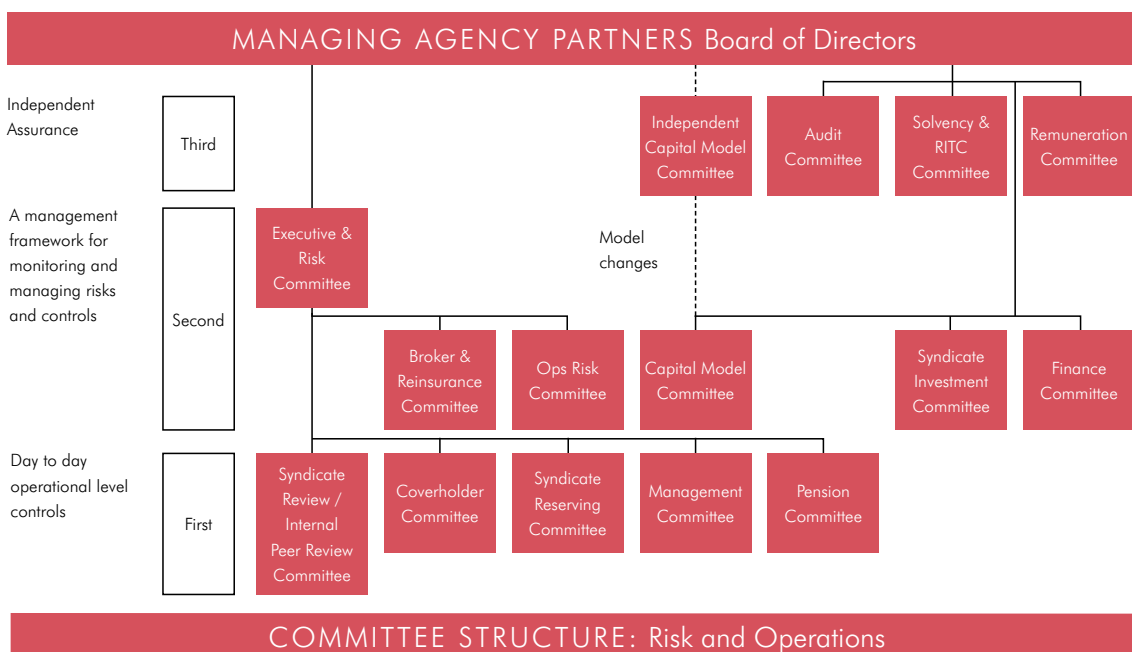 MANAGING AGENCY PARTNERS Board of Directors
Independent
Assurance
Third
Independent
Capital Model
Committee
Audit
Committee
Solvency &
RITC
Committee
Remuneration
Committee
A management
framework for
monitoring and
managing risks
and controls
Second
Executive &
Risk
Committee
Model
changes
Broker &
Reinsurance
Committee
Ops Risk
Committee
Capital Model
Committee
Syndicate
Investment
Committee
Finance
Committee
Day to day
operational level
controls
First
Syndicate
Review /
Internal
Peer Review
Committee
Coverholder
Committee
Syndicate
Reserving
Committee
Management
Committee
Pension
Committee
COMMITTEE STRUCTURE: Risk and Operations